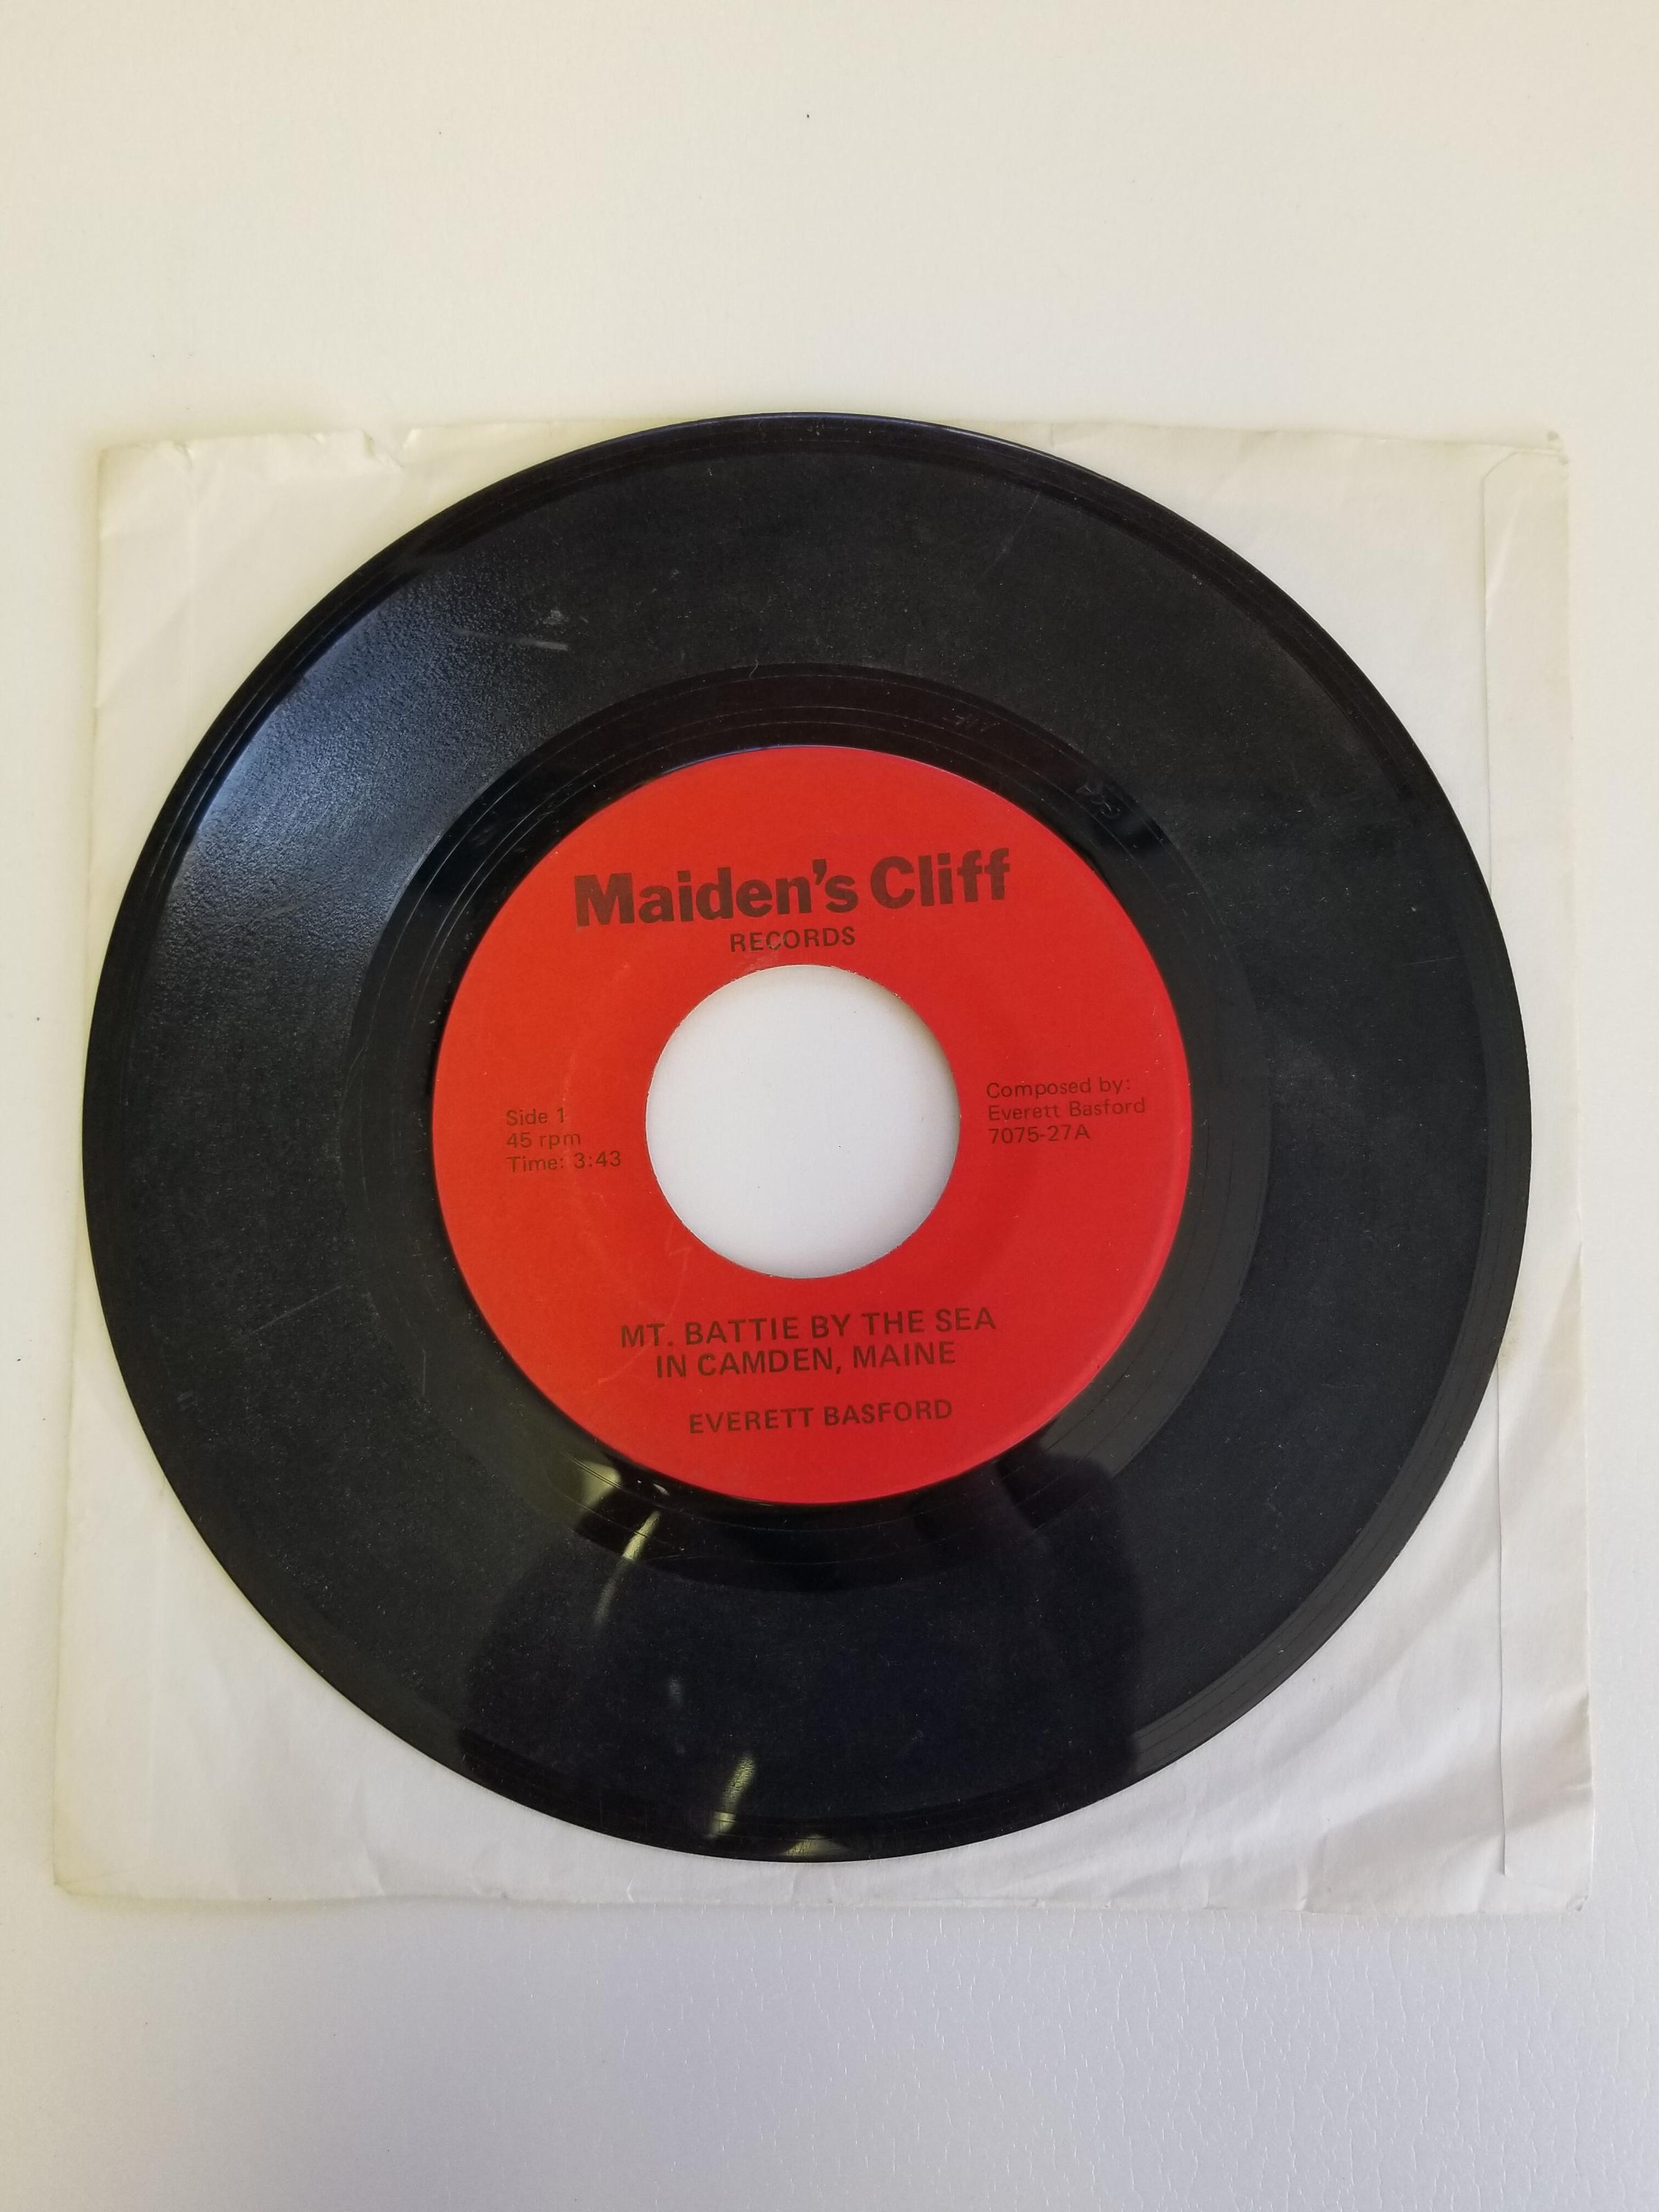 Maiden's Cliff
RECORDS
Side 1
45 rpm
Time: 3:43
Composed by:
Everett Basford
7075-27A
MT. BATTIE BY THE SEA
IN CAMDEN, MAINE
EVERETT BASFORD